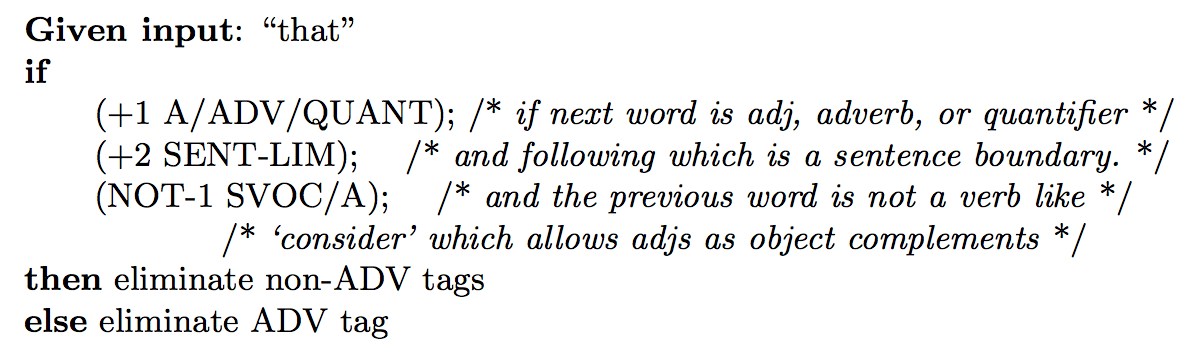 Given input: “that”
if
(+1 A/ADV/QUANT); /* if next word is adj, adverb, or quantifier */
(+2 SENT-LIM); /* and following which is a sentence boundary. */
(NOT-1 SVOC/A); /* and the previous word is not a verb like */
/* ‘consider’ which allows adjs as object complements */
then eliminate non-ADV tags
else eliminate ADV tag